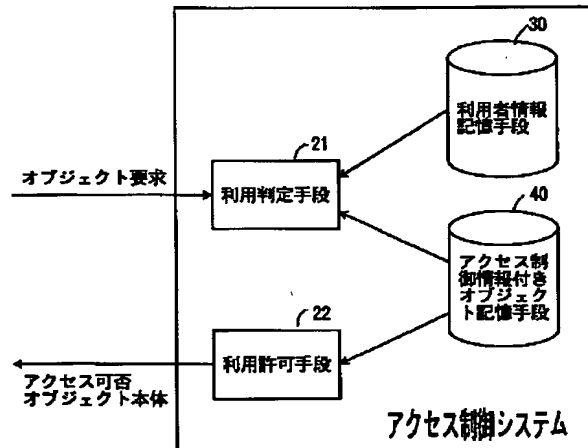 30
利用者情報
記憶手段
21
オブジェクト要求
利用判定手段
40
アクセス制
御情報付き
オブジェク
ト記憶手段
22
利用許可手段
アクセス可否
オブジェクト本体
アクセス制御システム